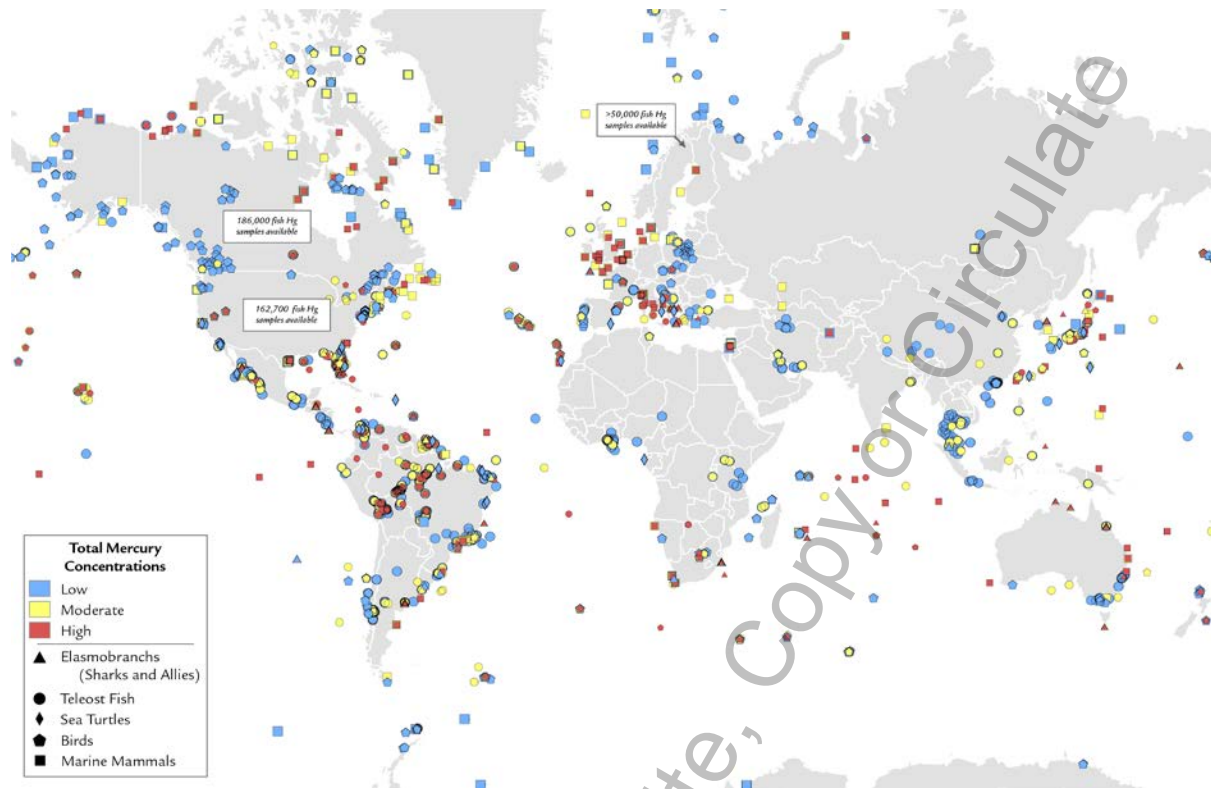 >50,000 fish Hg
samples available
186,000 fish Hg
samples available
162,700 fish Hg
samples available
Total Mercury
Concentrations
Low
Moderate
High
Elasmobranchs
(Sharks and Allies)
Teleost Fish
Sea Turtles
Birds
Marine Mammals
ite, Copy or Circulate